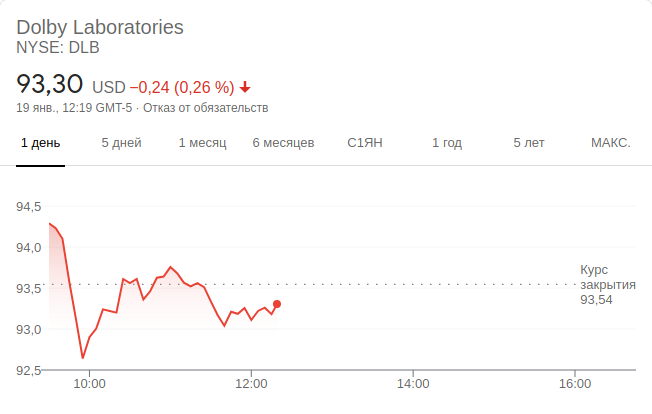 Dolby Laboratories
NYSE: DLB
93,30 USD −0,24 (0,26 %)
19 янв., 12:19 GMT-5 · Отказ от обязательств
1 день 5 дней 1 месяц 6 месяцев С1ЯН 1 год 5 лет МАКС.
94,5
94,0
93,5
93,0
92,5
Курс
закрытия
93,54
10:00 12:00 14:00 16:00